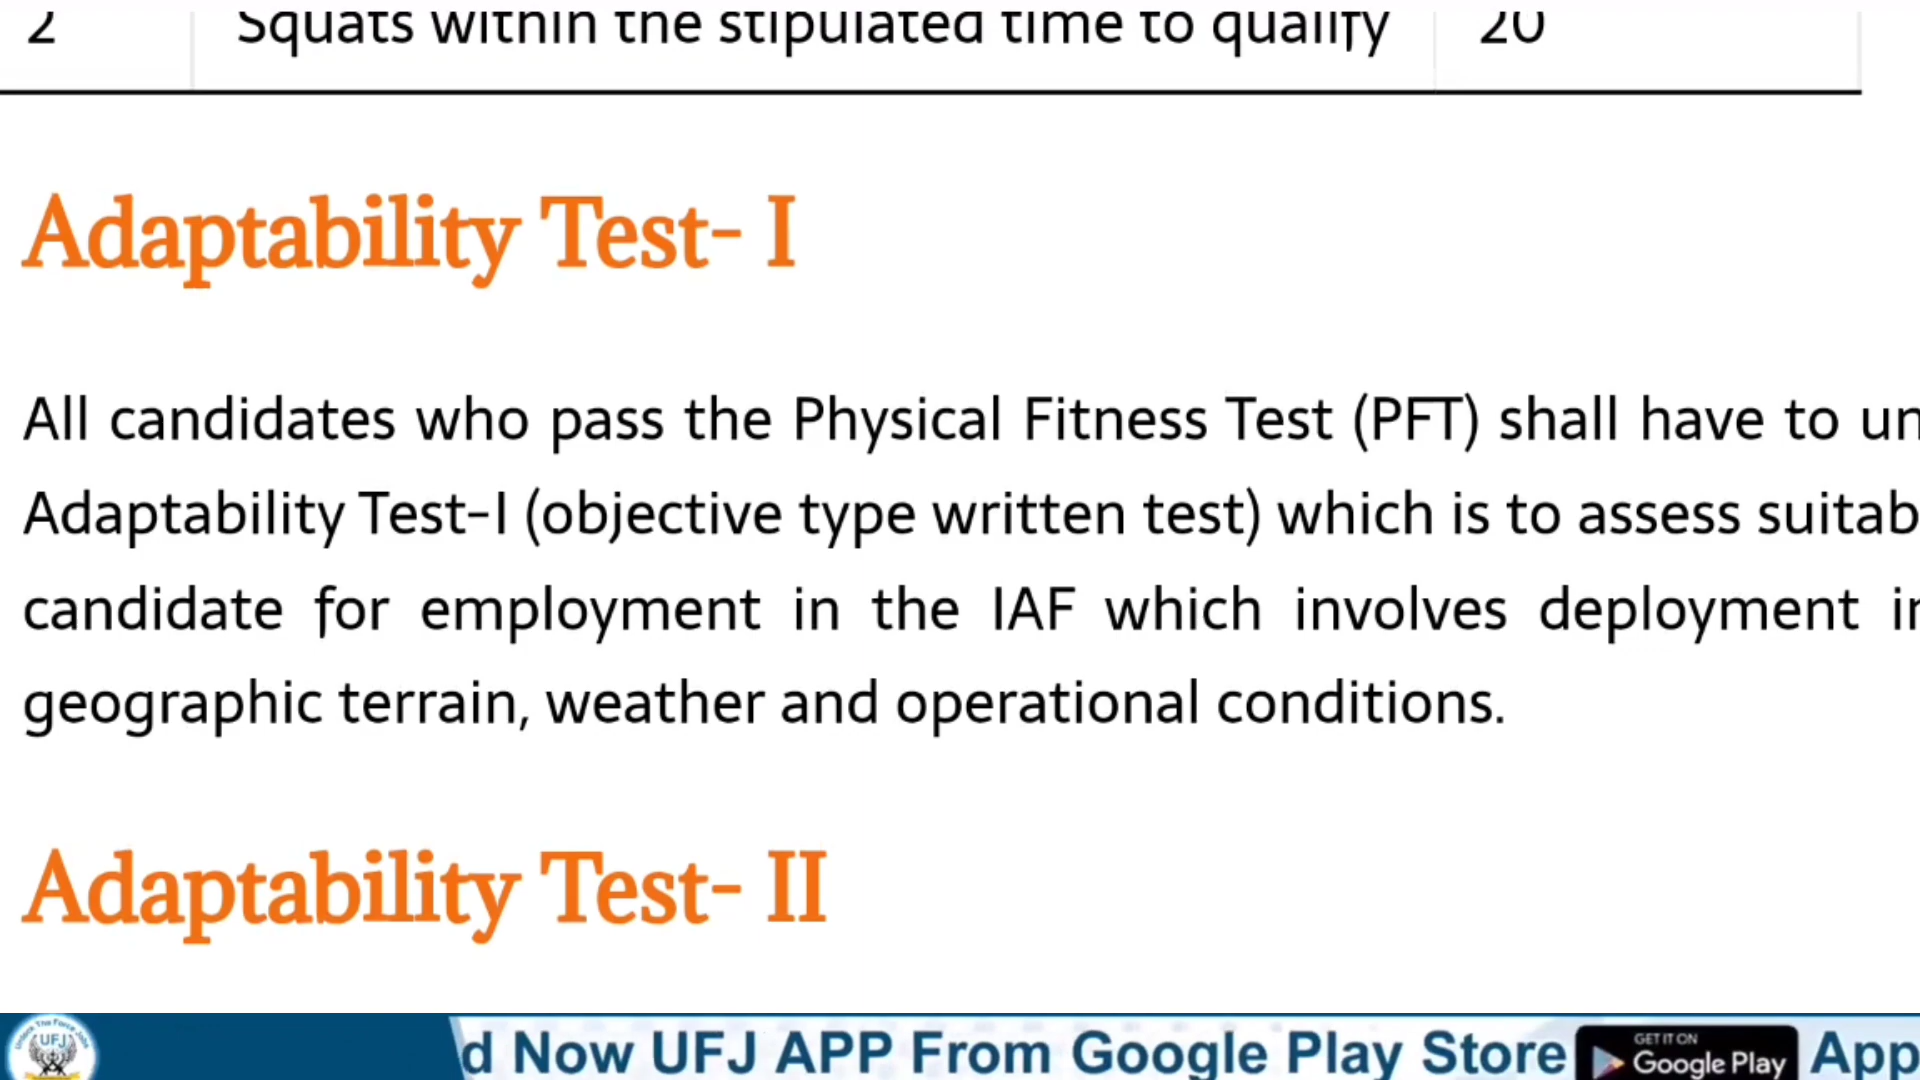 2 Squats within the stipulated time to qualify 20
Adaptability Test- I
All candidates who pass the Physical Fitness Test (PFT) shall have to un
Adaptability Test-I (objective type written test) which is to assess suitab
candidate for employment in the IAF which involves deployment in
geographic terrain, weather and operational conditions.
Adaptability Test- II
UFJ
d Now UFJ APP From Google Play Store GET IT ON Google Play App